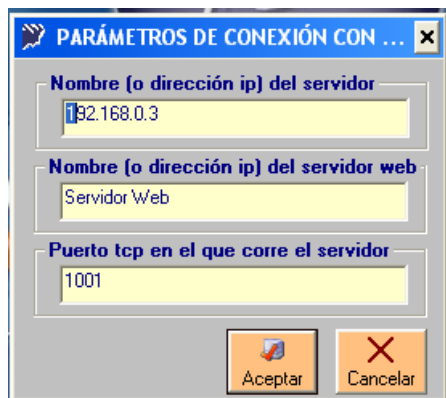 PARÁMETROS DE CONEXIÓN CON ...
Nombre (o dirección ip) del servidor
192.168.0.3
Nombre (o dirección ip) del servidor web
Servidor Web
Puerto tcp en el que corre el servidor
1001
Aceptar
Cancelar